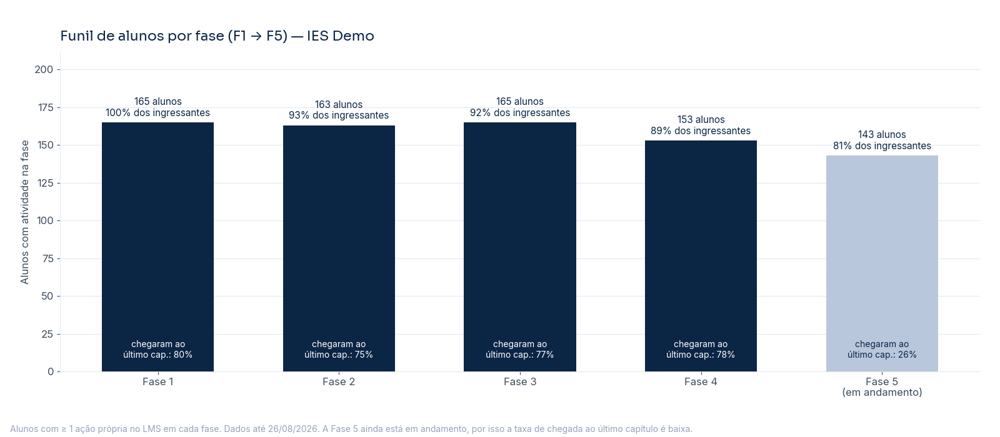 Funil de alunos por fase (F1 → F5) — IES Demo
Alunos com atividade na fase
200
175
150
125
100
75
50
25
0
165 alunos
100% dos ingressantes
163 alunos
93% dos ingressantes
165 alunos
92% dos ingressantes
153 alunos
89% dos ingressantes
143 alunos
81% dos ingressantes
chegaram ao
último cap.: 80%
chegaram ao
último cap.: 75%
chegaram ao
último cap.: 77%
chegaram ao
último cap.: 78%
chegaram ao
último cap.: 26%
Fase 1
Fase 2
Fase 3
Fase 4
Fase 5
(em andamento)
Alunos com ≥ 1 ação própria no LMS em cada fase. Dados até 26/08/2026. A Fase 5 ainda está em andamento, por isso a taxa de chegada ao último capítulo é baixa.